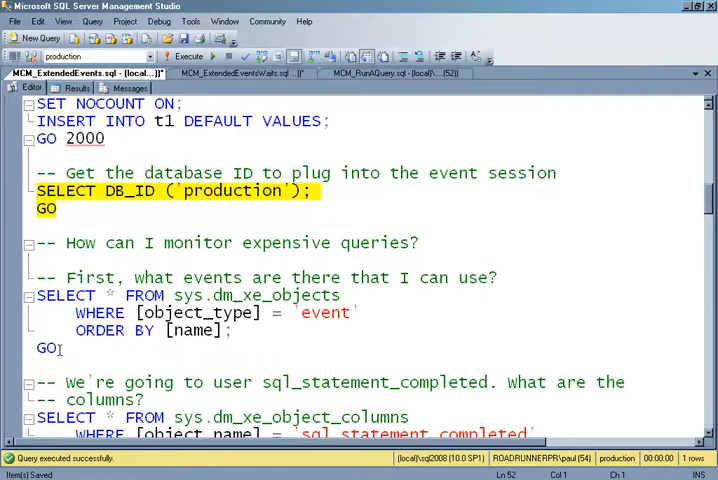 Microsoft SQL Server Management Studio
File Edit View Query Project Debug Tools Window Community Help
New Query
production Execute
MCM_ExtendedEvents.sql - (local...)* MCM_ExtendedEventsWaits.sql ...)* MCM_RunAQuery.sql - (local)\...(52))
Editor Results Messages
SET NOCOUNT ON;
INSERT INTO t1 DEFAULT VALUES;
GO 2000
-- Get the database ID to plug into the event session
SELECT DB_ID ('production');
GO
-- How can I monitor expensive queries?
-- First, what events are there that I can use?
SELECT * FROM sys.dm_xe_objects
WHERE [object_type] = 'event'
ORDER BY [name];
GO
-- We're going to user sql_statement_completed. What are the
-- columns?
SELECT * FROM sys.dm_xe_object_columns
WHERE [object_name] = 'sql_statement_completed'
Query executed successfully. (local)\sql2008 (10.0 SP1) ROADRUNNERPR\paul (54) production 00:00:00 1 rows
Item(s) Saved Ln 52 Col 1 Ch 1 INS